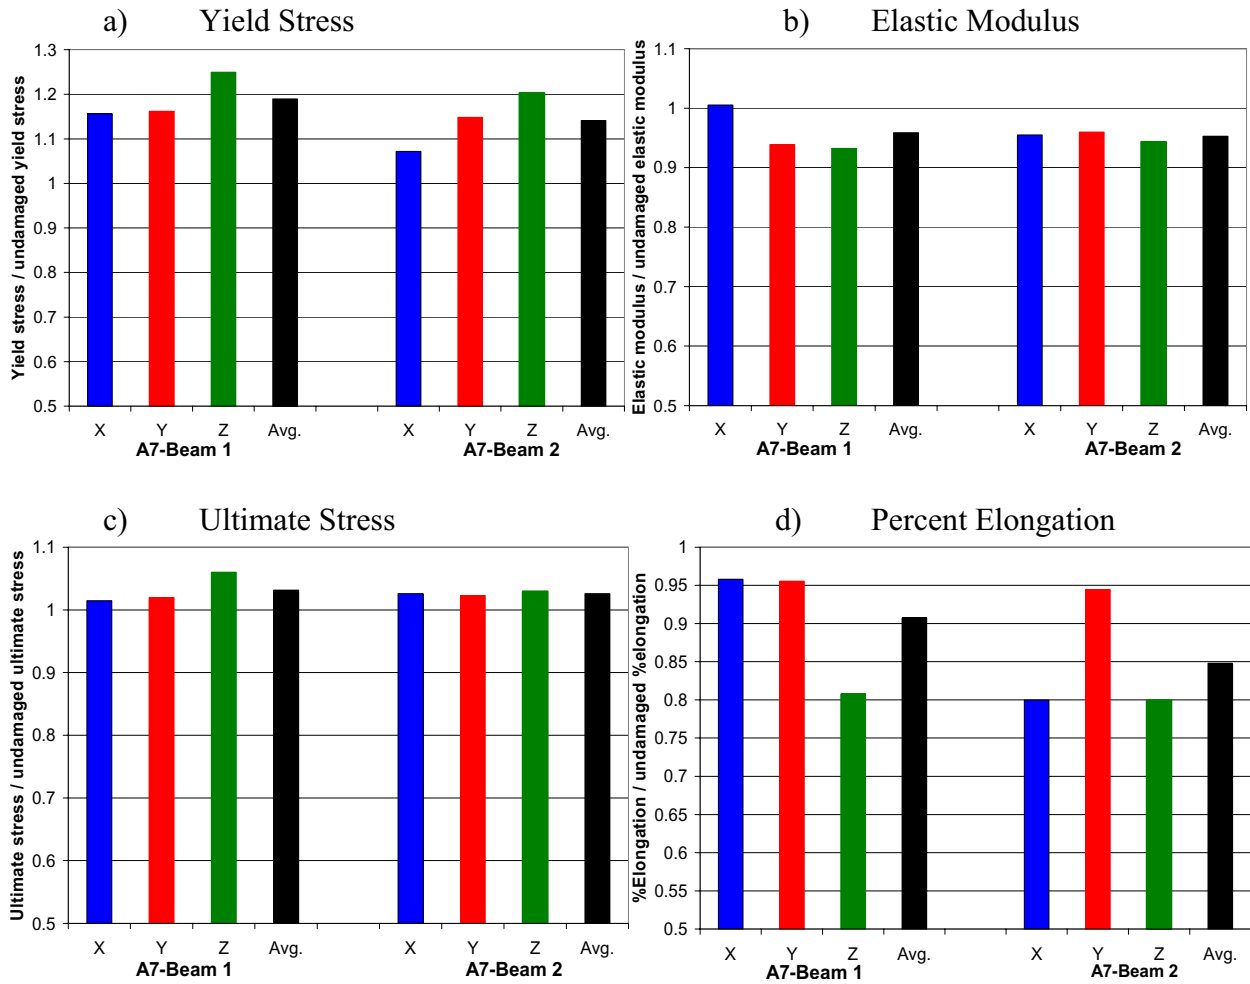 a) Yield Stress
Yield stress / undamaged yield stress
1.3
1.2
1.1
1
0.9
0.8
0.7
0.6
0.5
X Y Z Avg. X Y Z Avg.
A7-Beam 1 A7-Beam 2
b) Elastic Modulus
Elastic modulus / undamaged elastic modulus
1.1
1
0.9
0.8
0.7
0.6
0.5
X Y Z Avg. X Y Z Avg.
A7-Beam 1 A7-Beam 2
c) Ultimate Stress
Ultimate stress / undamaged ultimate stress
1.1
1
0.9
0.8
0.7
0.6
0.5
X Y Z Avg. X Y Z Avg.
A7-Beam 1 A7-Beam 2
d) Percent Elongation
%Elongation / undamaged %elongation
1
0.95
0.9
0.85
0.8
0.75
0.7
0.65
0.6
0.55
0.5
X Y Z Avg. X Y Z Avg.
A7-Beam 1 A7-Beam 2